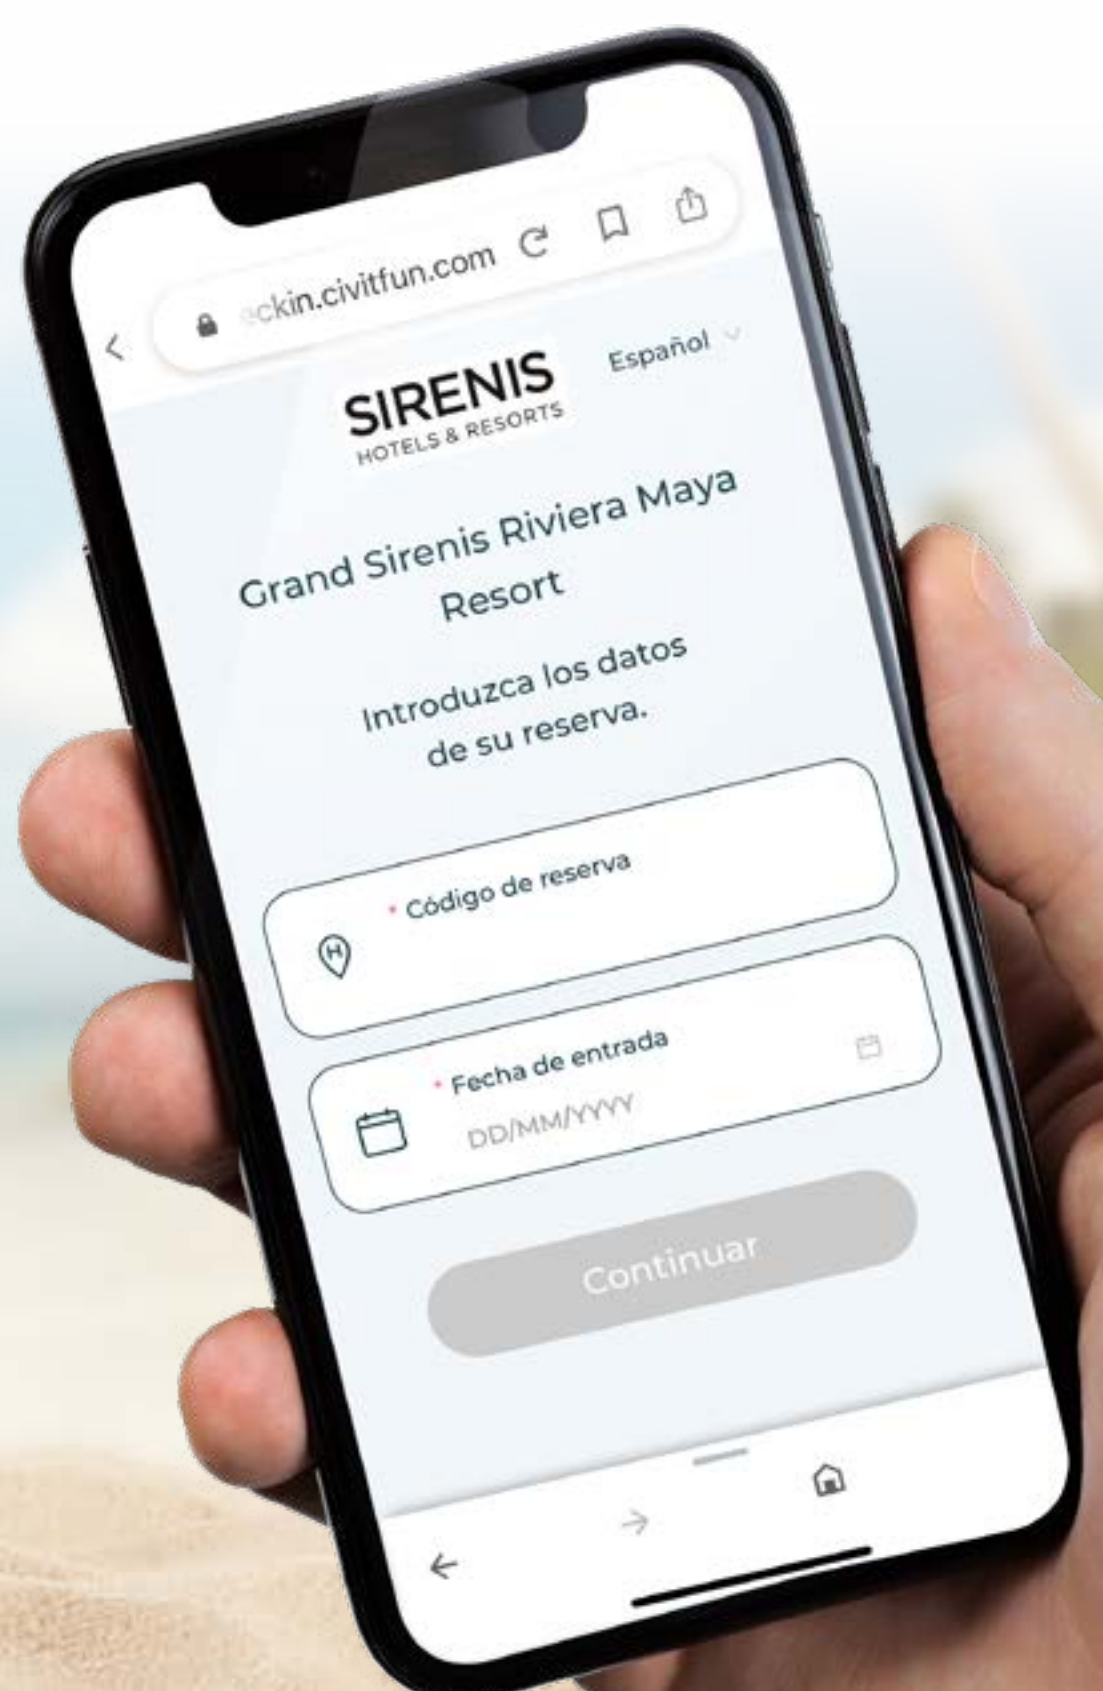 ckin.civitfun.com
Español
SIRENIS
HOTELS & RESORTS
Grand Sirenis Riviera Maya
Resort
Introduzca los datos
de su reserva.
* Código de reserva
H
* Fecha de entrada
DD/MM/YYYY
Continuar